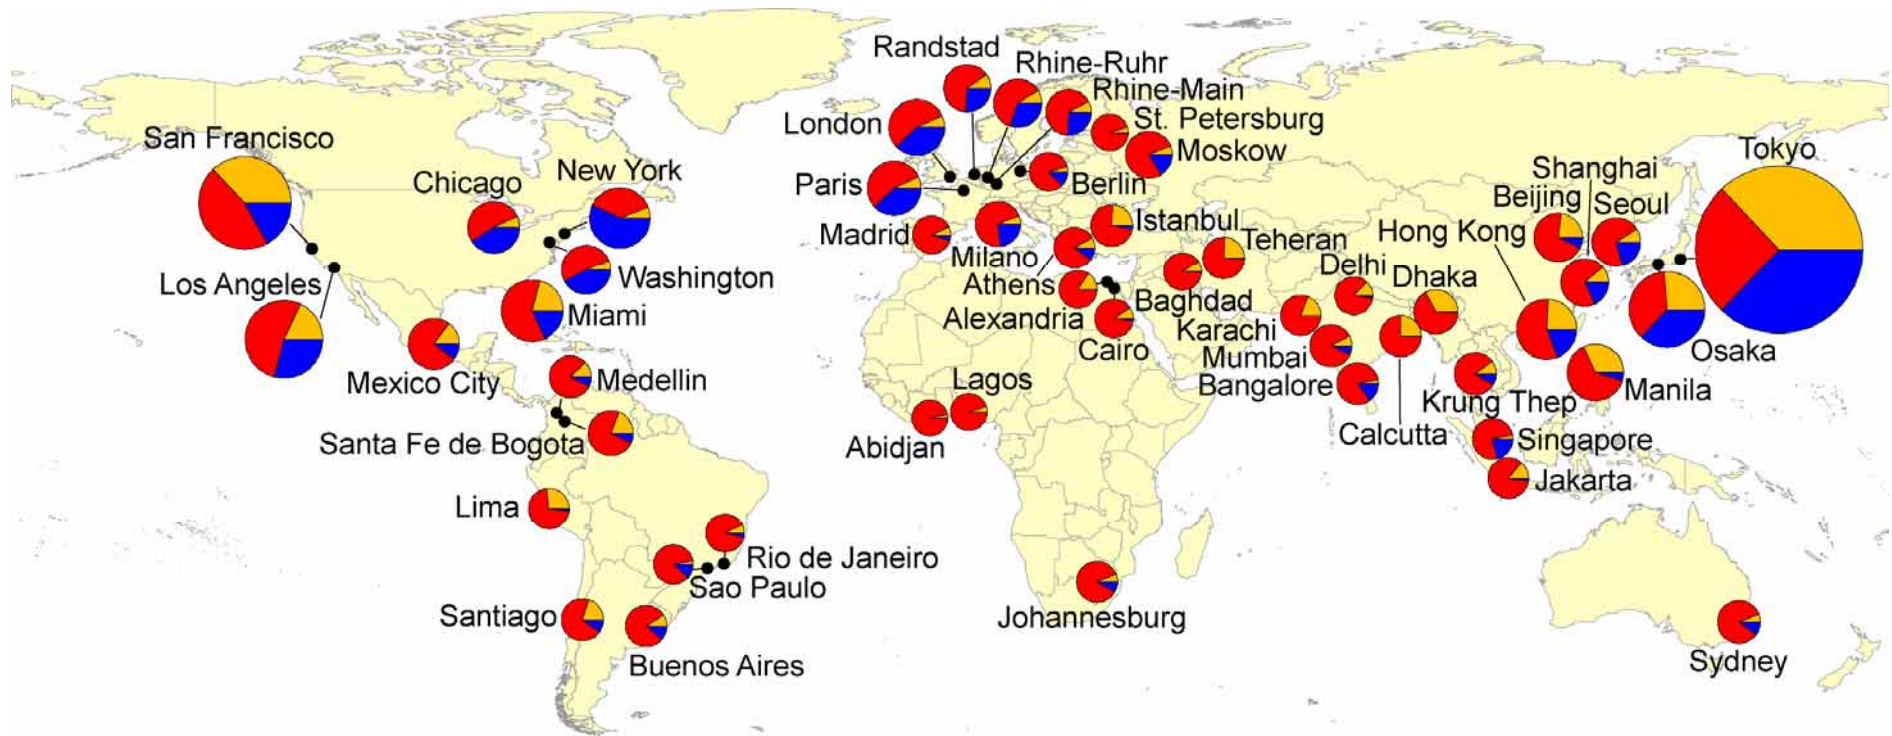 Randstad
Rhine-Ruhr
Rhine-Main
London
St. Petersburg
San Francisco
Tokyo
Moskow
Shanghai
New York
Chicago
Paris
Berlin
Beijing
Seoul
Istanbul
Madrid
Hong Kong
Teheran
Milano
Delhi
Washington
Dhaka
Los Angeles
Athens
Baghdad
Miami
Alexandria
Karachi
Cairo
Osaka
Mumbai
Mexico City
Medellin
Lagos
Bangalore
Manila
Krung Thep
Calcutta
Santa Fe de Bogota
Abidjan
Singapore
Jakarta
Lima
Rio de Janeiro
Sao Paulo
Santiago
Johannesburg
Buenos Aires
Sydney